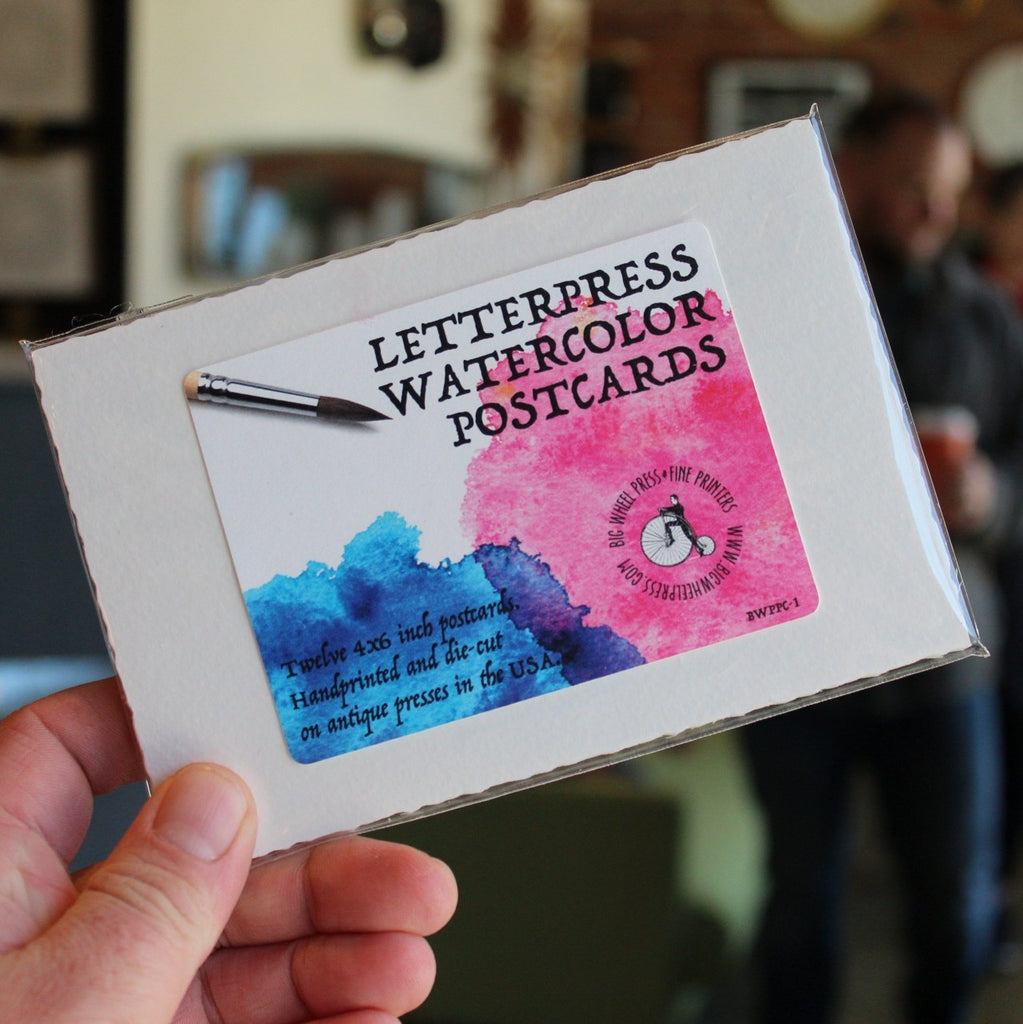 LETTERPRESS
WATERCOLOR
POSTCARDS
BIG WHEEL PRESS • FINE PRINTERS
WWW.BIGWHEELPRESS.COM
BWPPC-1
Twelve 4x6 inch postcards.
Handprinted and die-cut
on antique presses in the USA.